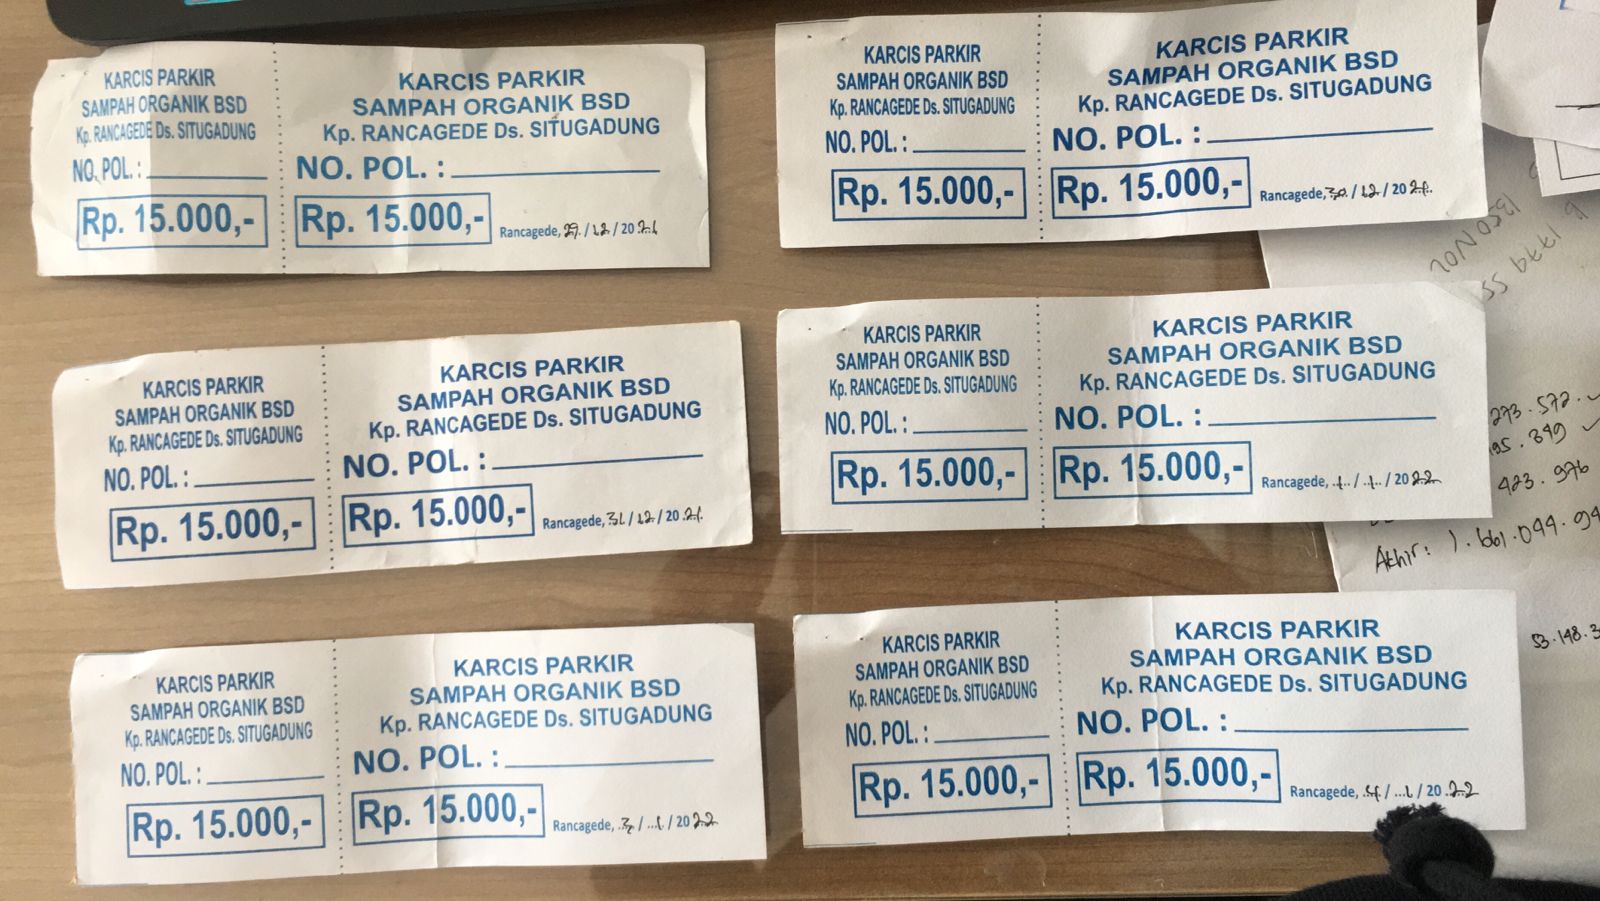 KARCIS PARKIR
SAMPAH ORGANIK BSD
Kp. RANCAGEDE Ds. SITUGADUNG
NO. POL. :
Rp. 15.000,-
KARCIS PARKIR
SAMPAH ORGANIK BSD
Kp. RANCAGEDE Ds. SITUGADUNG
NO. POL. :
Rp. 15.000,-
Rancagede, 29/12/2021
KARCIS PARKIR
SAMPAH ORGANIK BSD
Kp. RANCAGEDE Ds. SITUGADUNG
NO. POL. :
Rp. 15.000,-
KARCIS PARKIR
SAMPAH ORGANIK BSD
Kp. RANCAGEDE Ds. SITUGADUNG
NO. POL. :
Rp. 15.000,-
Rancagede, 30/12/2021
KARCIS PARKIR
SAMPAH ORGANIK BSD
Kp. RANCAGEDE Ds. SITUGADUNG
NO. POL. :
Rp. 15.000,-
KARCIS PARKIR
SAMPAH ORGANIK BSD
Kp. RANCAGEDE Ds. SITUGADUNG
NO. POL. :
Rp. 15.000,-
Rancagede, 31/12/2021
KARCIS PARKIR
SAMPAH ORGANIK BSD
Kp. RANCAGEDE Ds. SITUGADUNG
NO. POL. :
Rp. 15.000,-
KARCIS PARKIR
SAMPAH ORGANIK BSD
Kp. RANCAGEDE Ds. SITUGADUNG
NO. POL. :
Rp. 15.000,-
Rancagede, 1/1/2022
KARCIS PARKIR
SAMPAH ORGANIK BSD
Kp. RANCAGEDE Ds. SITUGADUNG
NO. POL. :
Rp. 15.000,-
KARCIS PARKIR
SAMPAH ORGANIK BSD
Kp. RANCAGEDE Ds. SITUGADUNG
NO. POL. :
Rp. 15.000,-
Rancagede, 3/1/2022
KARCIS PARKIR
SAMPAH ORGANIK BSD
Kp. RANCAGEDE Ds. SITUGADUNG
NO. POL. :
Rp. 15.000,-
KARCIS PARKIR
SAMPAH ORGANIK BSD
Kp. RANCAGEDE Ds. SITUGADUNG
NO. POL. :
Rp. 15.000,-
Rancagede, 4/1/2022
273.572.
95.349
423.976
Akhir: 1.661.044.94
53.148.3